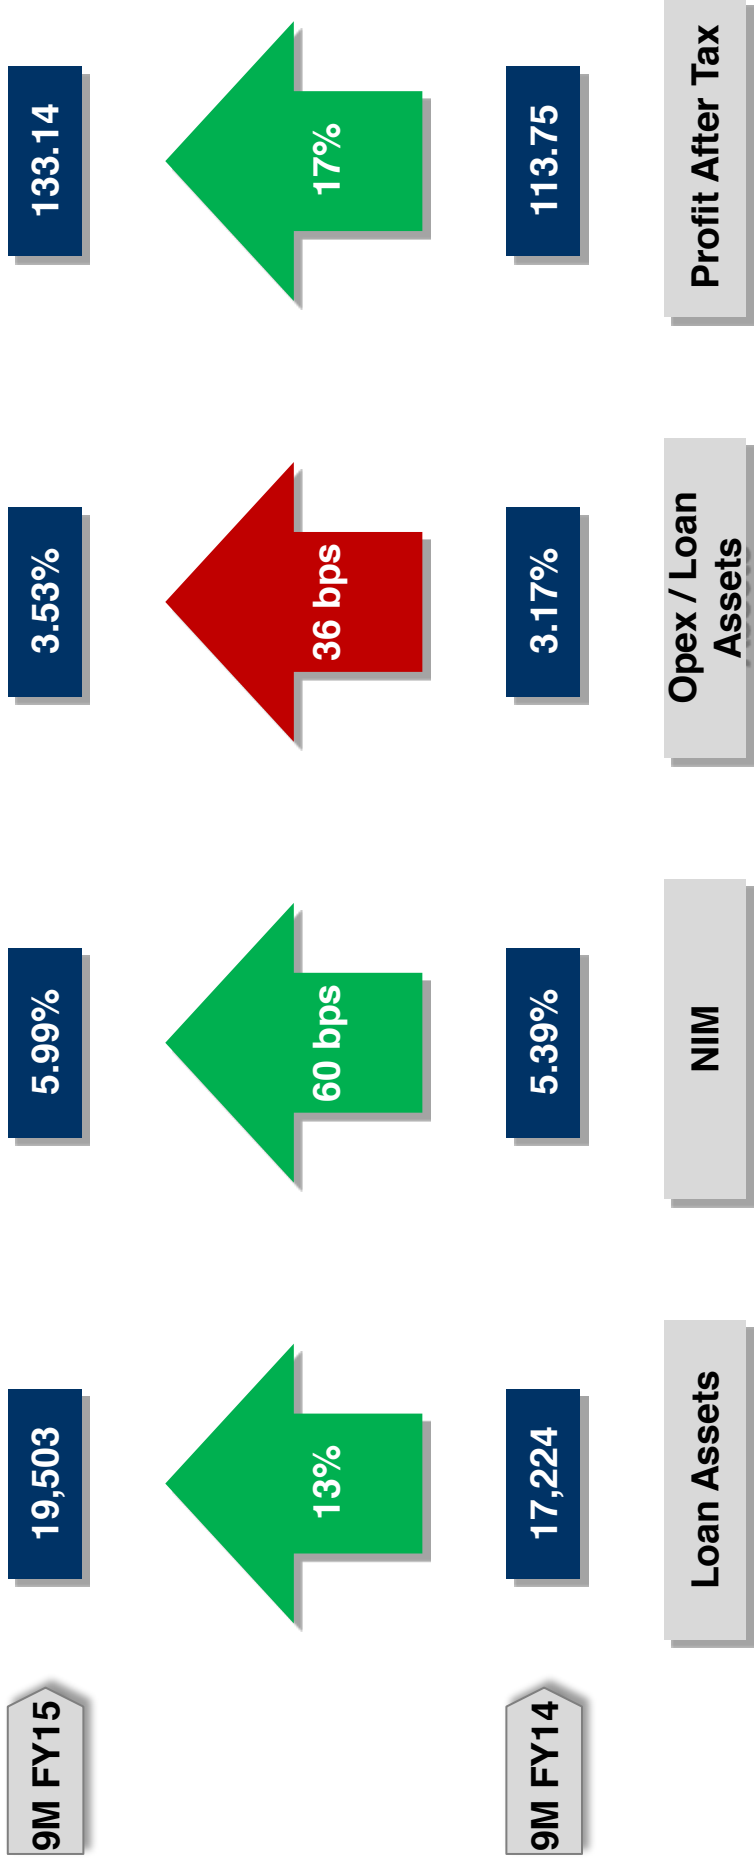 9M FY15
19,503
5.99%
3.53%
133.14
13%
60 bps
36 bps
17%
9M FY14
17,224
5.39%
3.17%
113.75
Loan Assets
NIM
Opex / Loan
Assets
Profit After Tax